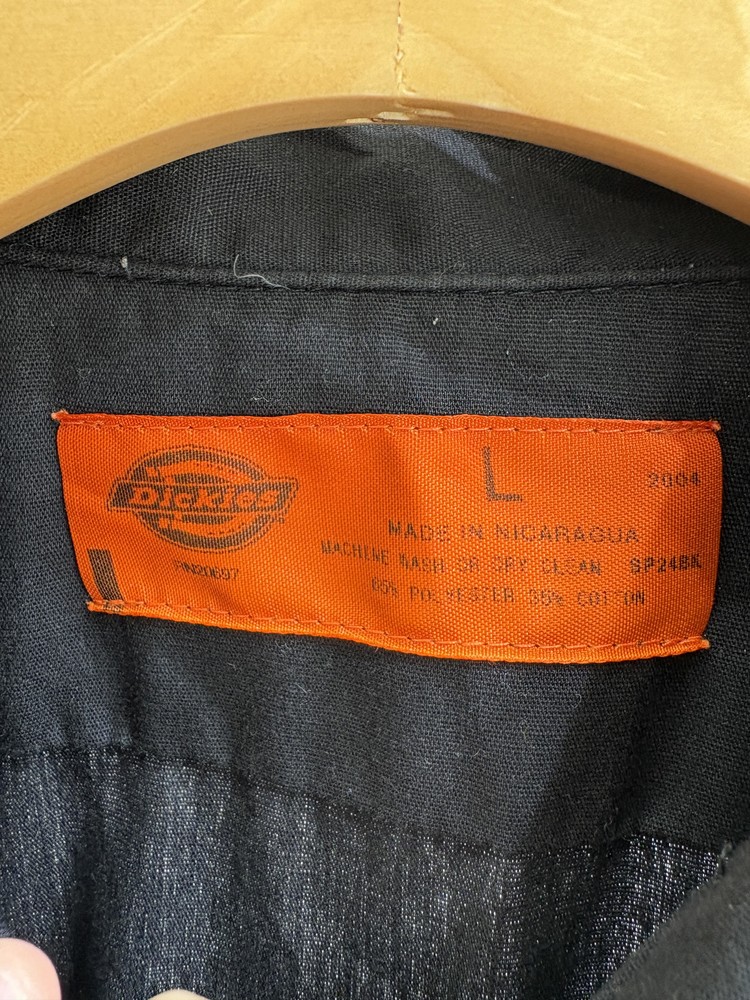 Dickies
L
2004
MADE IN NICARAGUA
MACHINE WASH OR DRY CLEAN SP24BK
RN20697
65% POLYESTER 35% COTTON